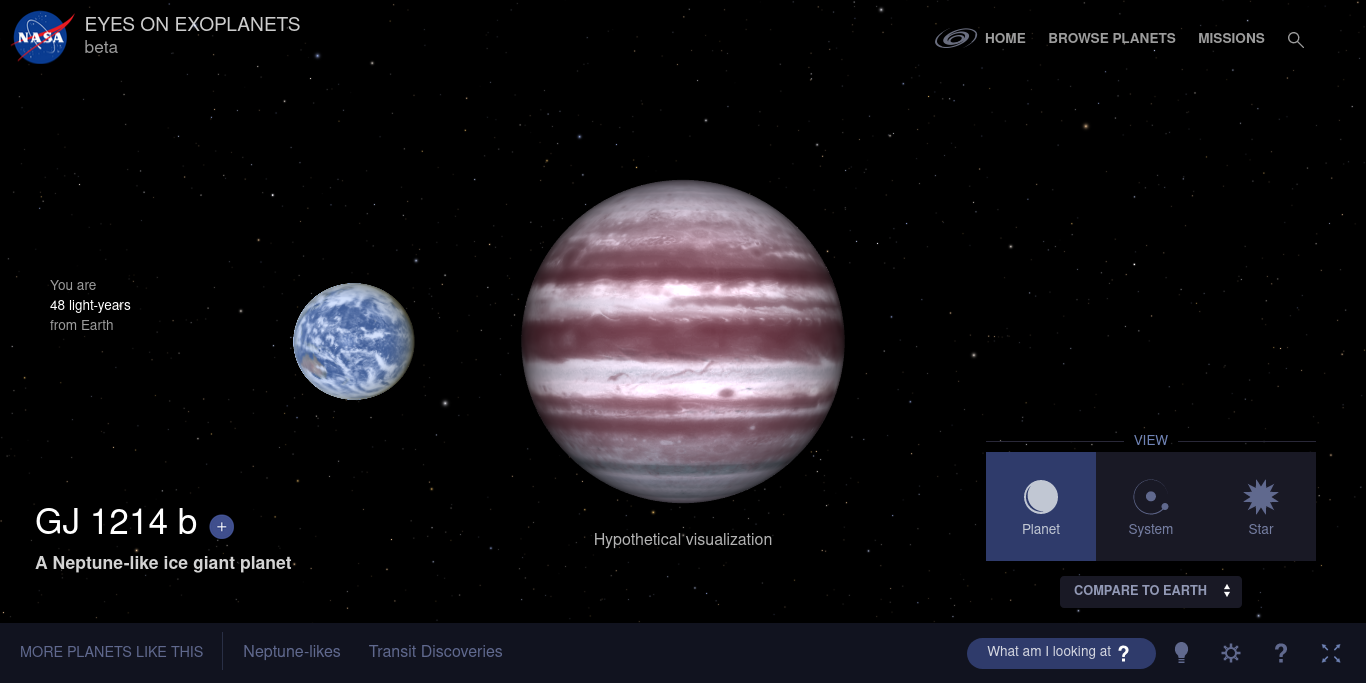 NASA
EYES ON EXOPLANETS
beta
HOME
BROWSE PLANETS
MISSIONS
You are
48 light-years
from Earth
VIEW
Planet
System
Star
GJ 1214 b +
A Neptune-like ice giant planet
Hypothetical visualization
COMPARE TO EARTH
MORE PLANETS LIKE THIS
Neptune-likes
Transit Discoveries
What am I looking at ?
?